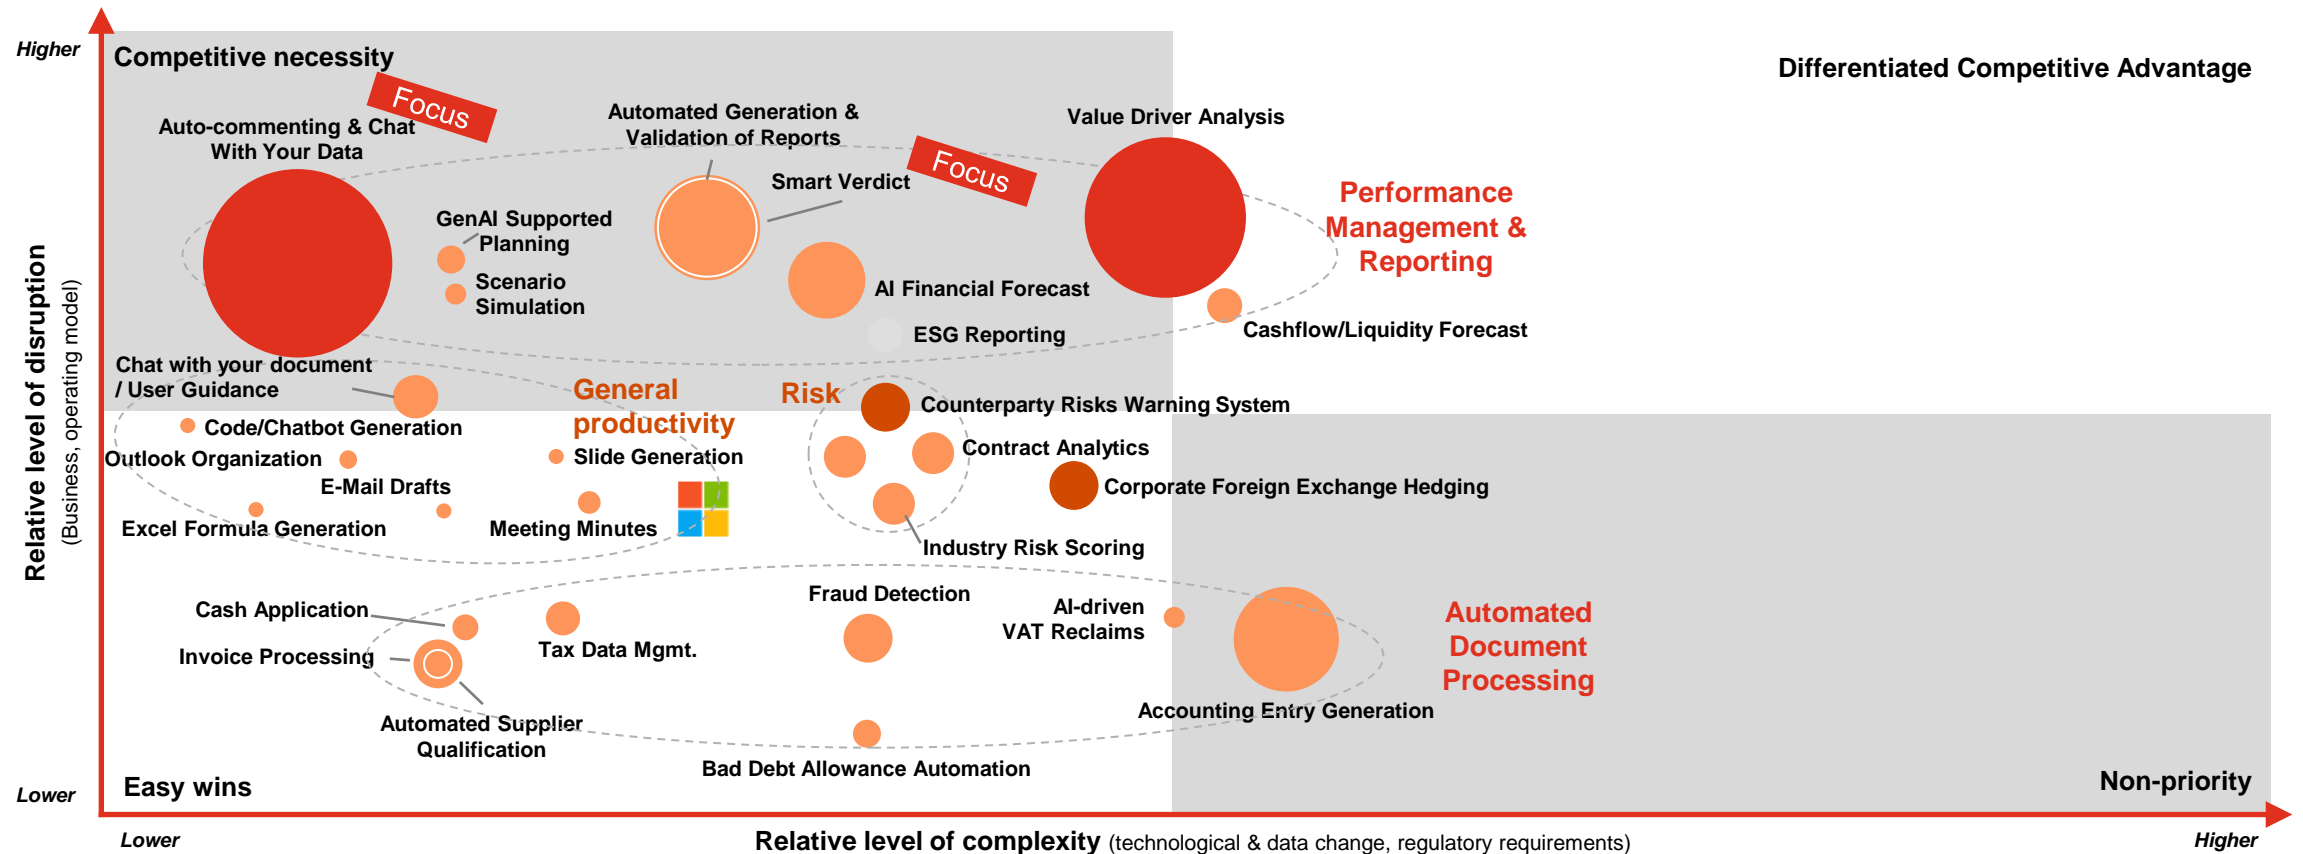 Higher
Competitive necessity
Differentiated Competitive Advantage
Focus
Auto-commenting & Chat
With Your Data
Automated Generation &
Validation of Reports
Value Driver Analysis
Focus
Smart Verdict
GenAI Supported
Planning
Scenario
Simulation
Performance
Management &
Reporting
AI Financial Forecast
ESG Reporting
Cashflow/Liquidity Forecast
Relative level of disruption
(Business, operating model)
Chat with your document
/ User Guidance
General
productivity
Risk
Counterparty Risks Warning System
Code/Chatbot Generation
Outlook Organization
Slide Generation
Contract Analytics
E-Mail Drafts
Corporate Foreign Exchange Hedging
Excel Formula Generation
Meeting Minutes
Industry Risk Scoring
Cash Application
Fraud Detection
AI-driven
VAT Reclaims
Automated
Document
Processing
Invoice Processing
Tax Data Mgmt.
Accounting Entry Generation
Automated Supplier
Qualification
Bad Debt Allowance Automation
Easy wins
Non-priority
Lower
Lower
Relative level of complexity (technological & data change, regulatory requirements)
Higher